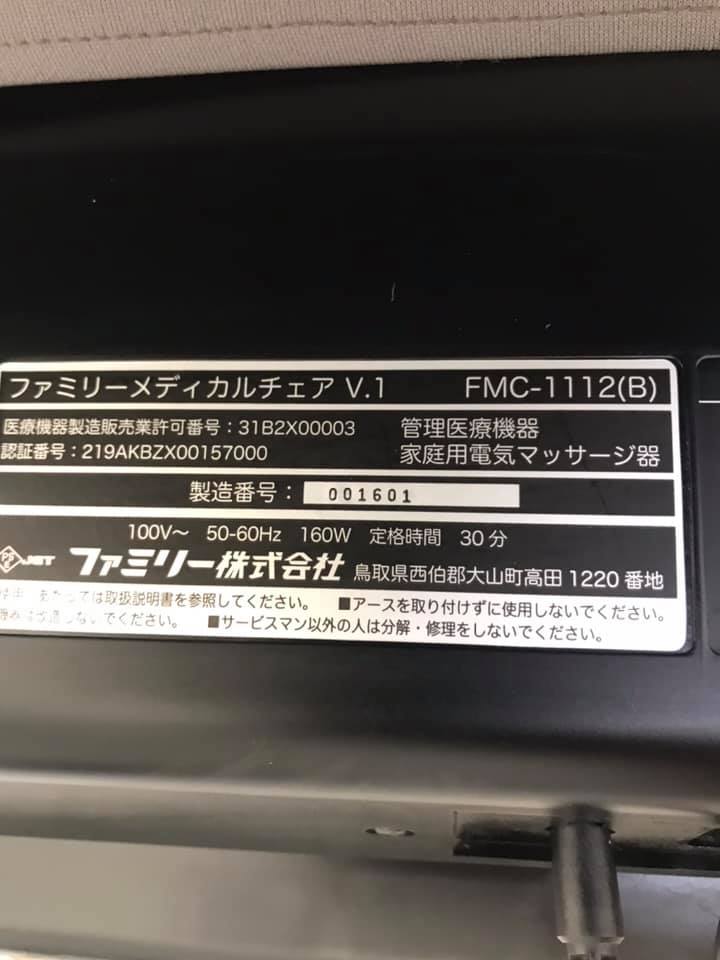 ファミリーメディカルチェア V.1 FMC-1112(B)
医療機器製造販売業許可番号：31B2X00003 管理医療機器
認証番号：219AKBZX00157000 家庭用電気マッサージ器
製造番号： 001601
100V〜 50-60Hz 160W 定格時間 30分
PS E JET ファミリー株式会社 鳥取県西伯郡大山町高田1220番地
は取扱説明書を参照してください。 ■アースを取り付けずに使用しないでください。
でください。 ■サービスマン以外の人は分解・修理をしないでください。